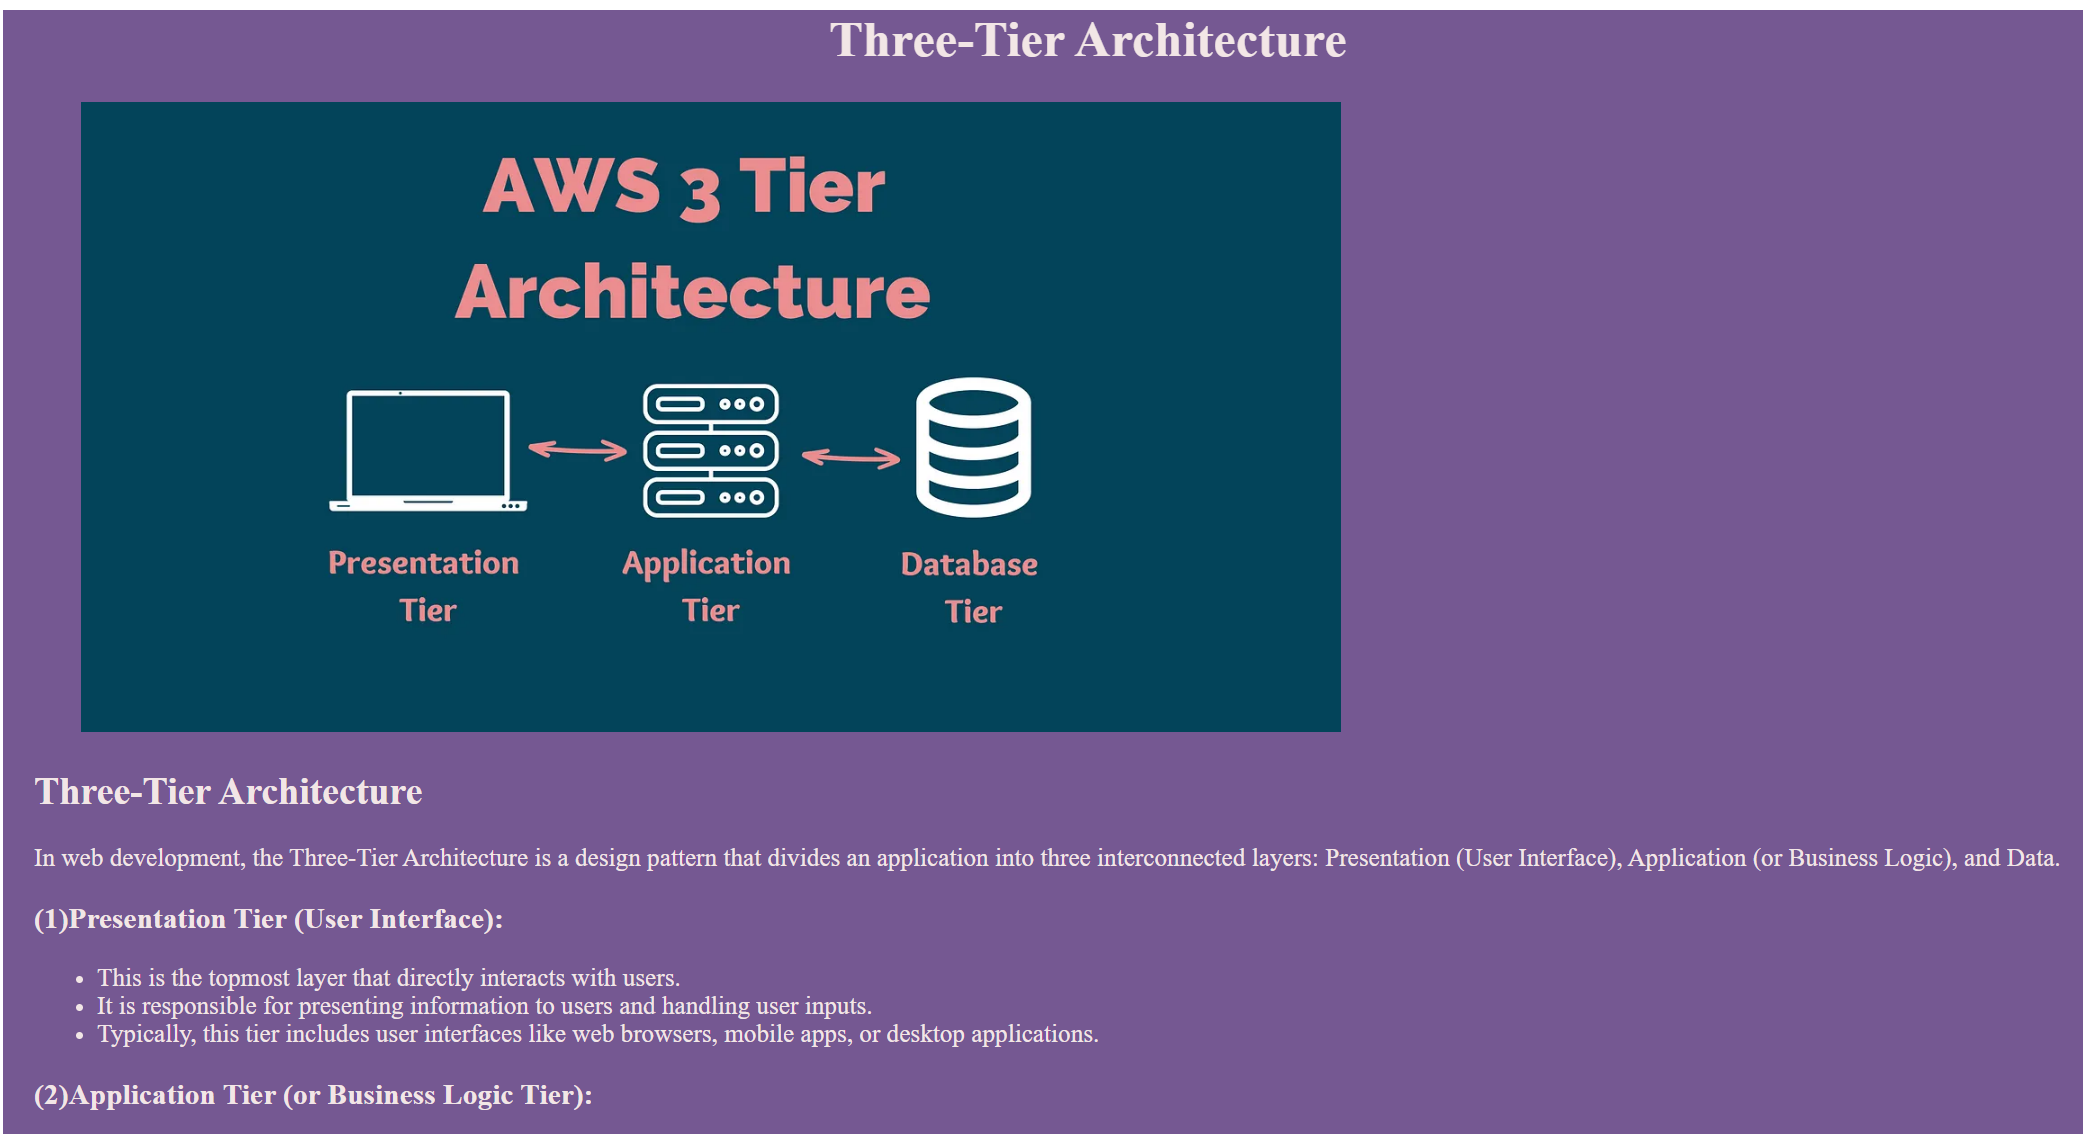 Three-Tier Architecture
AWS 3 Tier
Architecture
Presentation
Tier
Application
Tier
Database
Tier
Three-Tier Architecture
In web development, the Three-Tier Architecture is a design pattern that divides an application into three interconnected layers: Presentation (User Interface), Application (or Business Logic), and Data.
(1)Presentation Tier (User Interface):
• This is the topmost layer that directly interacts with users.
• It is responsible for presenting information to users and handling user inputs.
• Typically, this tier includes user interfaces like web browsers, mobile apps, or desktop applications.
(2)Application Tier (or Business Logic Tier):